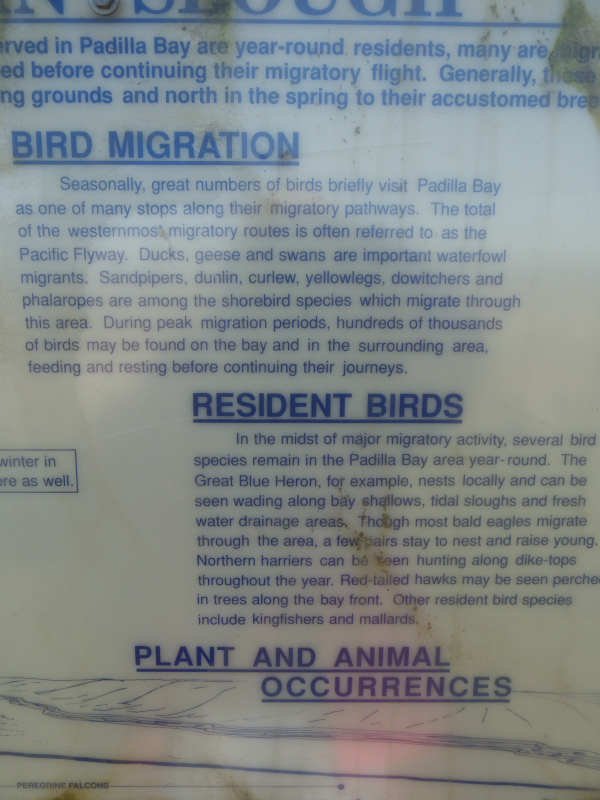 N SLOUGH
erved in Padilla Bay are year-round residents, many are migr
ed before continuing their migratory flight. Generally, these
ng grounds and north in the spring to their accustomed bree
BIRD MIGRATION
Seasonally, great numbers of birds briefly visit Padilla Bay
as one of many stops along their migratory pathways. The total
of the westernmost migratory routes is often referred to as the
Pacific Flyway. Ducks, geese and swans are important waterfowl
migrants. Sandpipers, dunlin, curlew, yellowlegs, dowitchers and
phalaropes are among the shorebird species which migrate through
this area. During peak migration periods, hundreds of thousands
of birds may be found on the bay and in the surrounding area,
feeding and resting before continuing their journeys.
RESIDENT BIRDS
In the midst of major migratory activity, several bird
species remain in the Padilla Bay area year-round. The
Great Blue Heron, for example, nests locally and can be
seen wading along bay shallows, tidal sloughs and fresh
water drainage areas. Though most bald eagles migrate
through the area, a few pairs stay to nest and raise young.
Northern harriers can be seen hunting along dike-tops
throughout the year. Red-tailed hawks may be seen perche
in trees along the bay front. Other resident bird species
include kingfishers and mallards.
winter in
ere as well.
PLANT AND ANIMAL
OCCURRENCES
PEREGRINE FALCONS